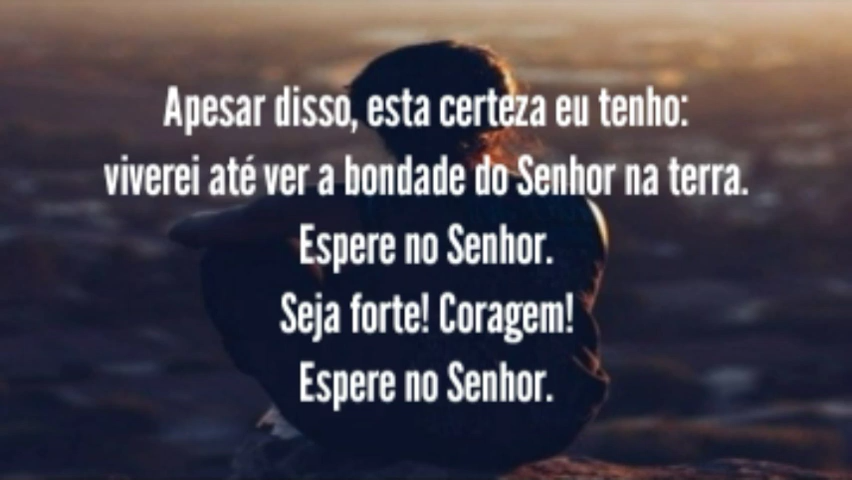 Apesar disso, esta certeza eu tenho:
viverei até ver a bondade do Senhor na terra.
Espere no Senhor.
Seja forte! Coragem!
Espere no Senhor.